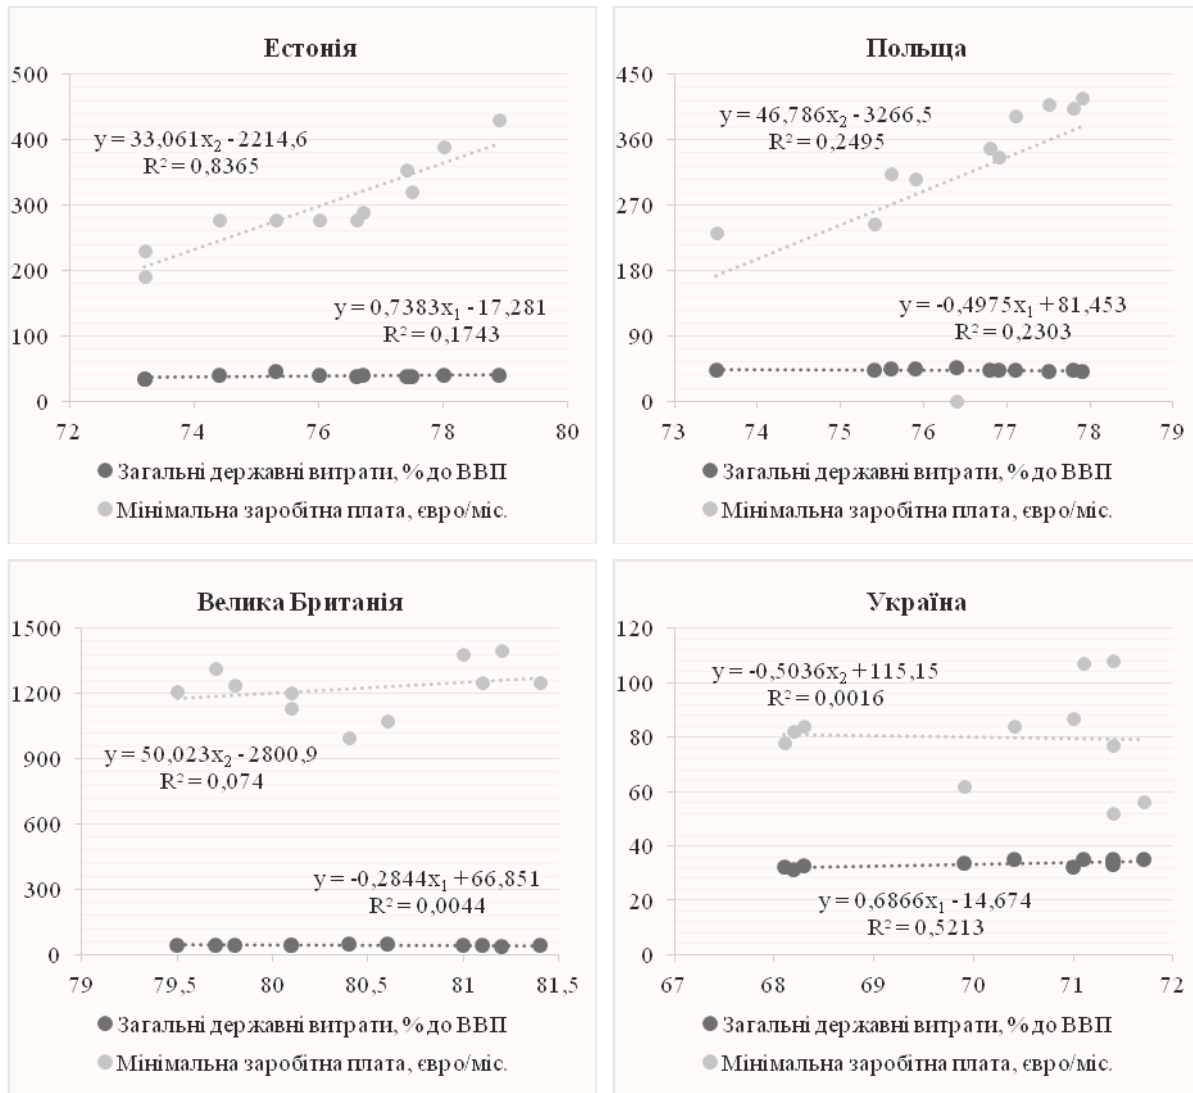 Естонія
500
400
300
200
100
0
y = 33,061x₂ - 2214,6
R² = 0,8365
y = 0,7383x₁ - 17,281
R² = 0,1743
72 74 76 78 80
Загальні державні витрати, % до ВВП
Мінімальна заробітна плата, євро/міс.
Польща
450
360
270
180
90
0
y = 46,786x₂ - 3266,5
R² = 0,2495
y = -0,4975x₁ + 81,453
R² = 0,2303
73 74 75 76 77 78 79
Загальні державні витрати, % до ВВП
Мінімальна заробітна плата, євро/міс.
Велика Британія
1500
1200
900
600
300
0
y = 50,023x₂ - 2800,9
R² = 0,074
y = -0,2844x₁ + 66,851
R² = 0,0044
79 79,5 80 80,5 81 81,5
Загальні державні витрати, % до ВВП
Мінімальна заробітна плата, євро/міс.
Україна
120
100
80
60
40
20
0
y = -0,5036x₂ + 115,15
R² = 0,0016
y = 0,6866x₁ - 14,674
R² = 0,5213
67 68 69 70 71 72
Загальні державні витрати, % до ВВП
Мінімальна заробітна плата, євро/міс.